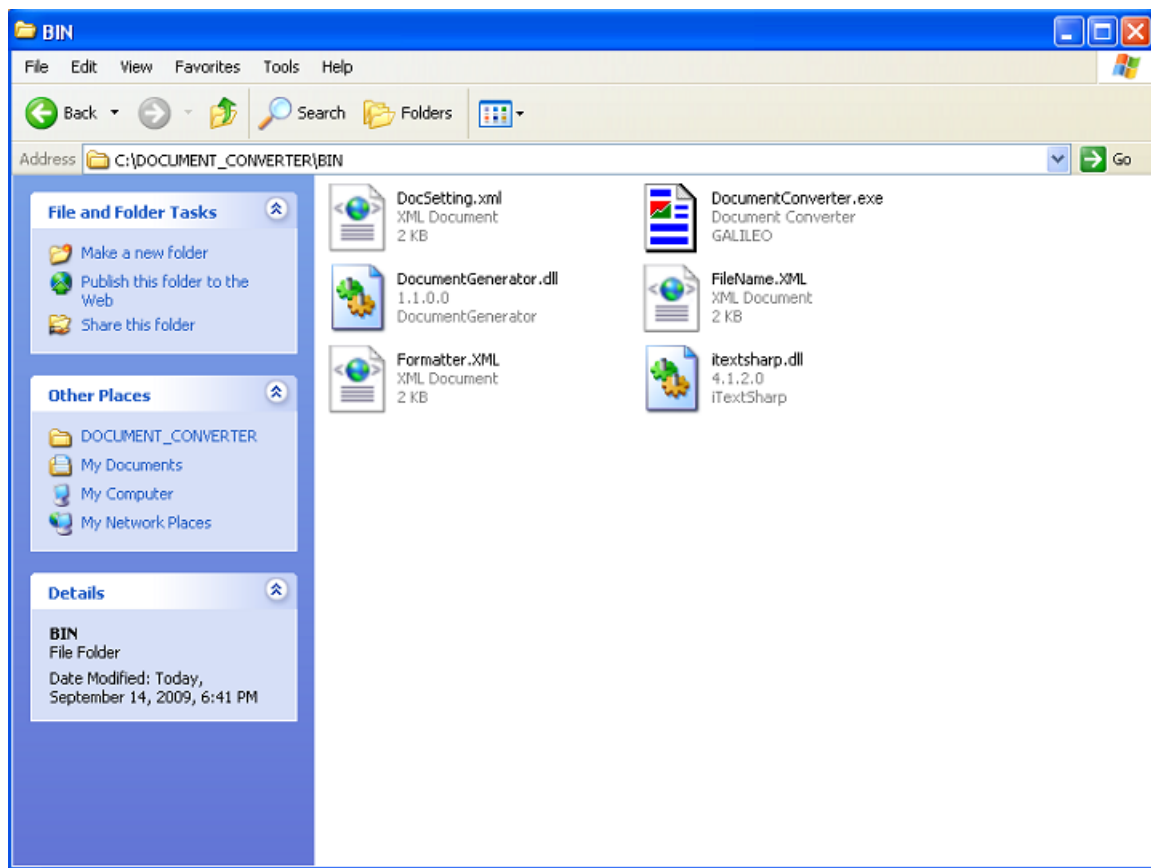 BIN
File Edit View Favorites Tools Help
Back Search Folders
Address C:\DOCUMENT_CONVERTER\BIN Go
File and Folder Tasks
Make a new folder
Publish this folder to the
Web
Share this folder
Other Places
DOCUMENT_CONVERTER
My Documents
My Computer
My Network Places
Details
BIN
File Folder
Date Modified: Today,
September 14, 2009, 6:41 PM
DocSetting.xml
XML Document
2 KB
DocumentConverter.exe
Document Converter
GALILEO
DocumentGenerator.dll
1.1.0.0
DocumentGenerator
FileName.XML
XML Document
2 KB
Formatter.XML
XML Document
2 KB
itextsharp.dll
4.1.2.0
iTextSharp